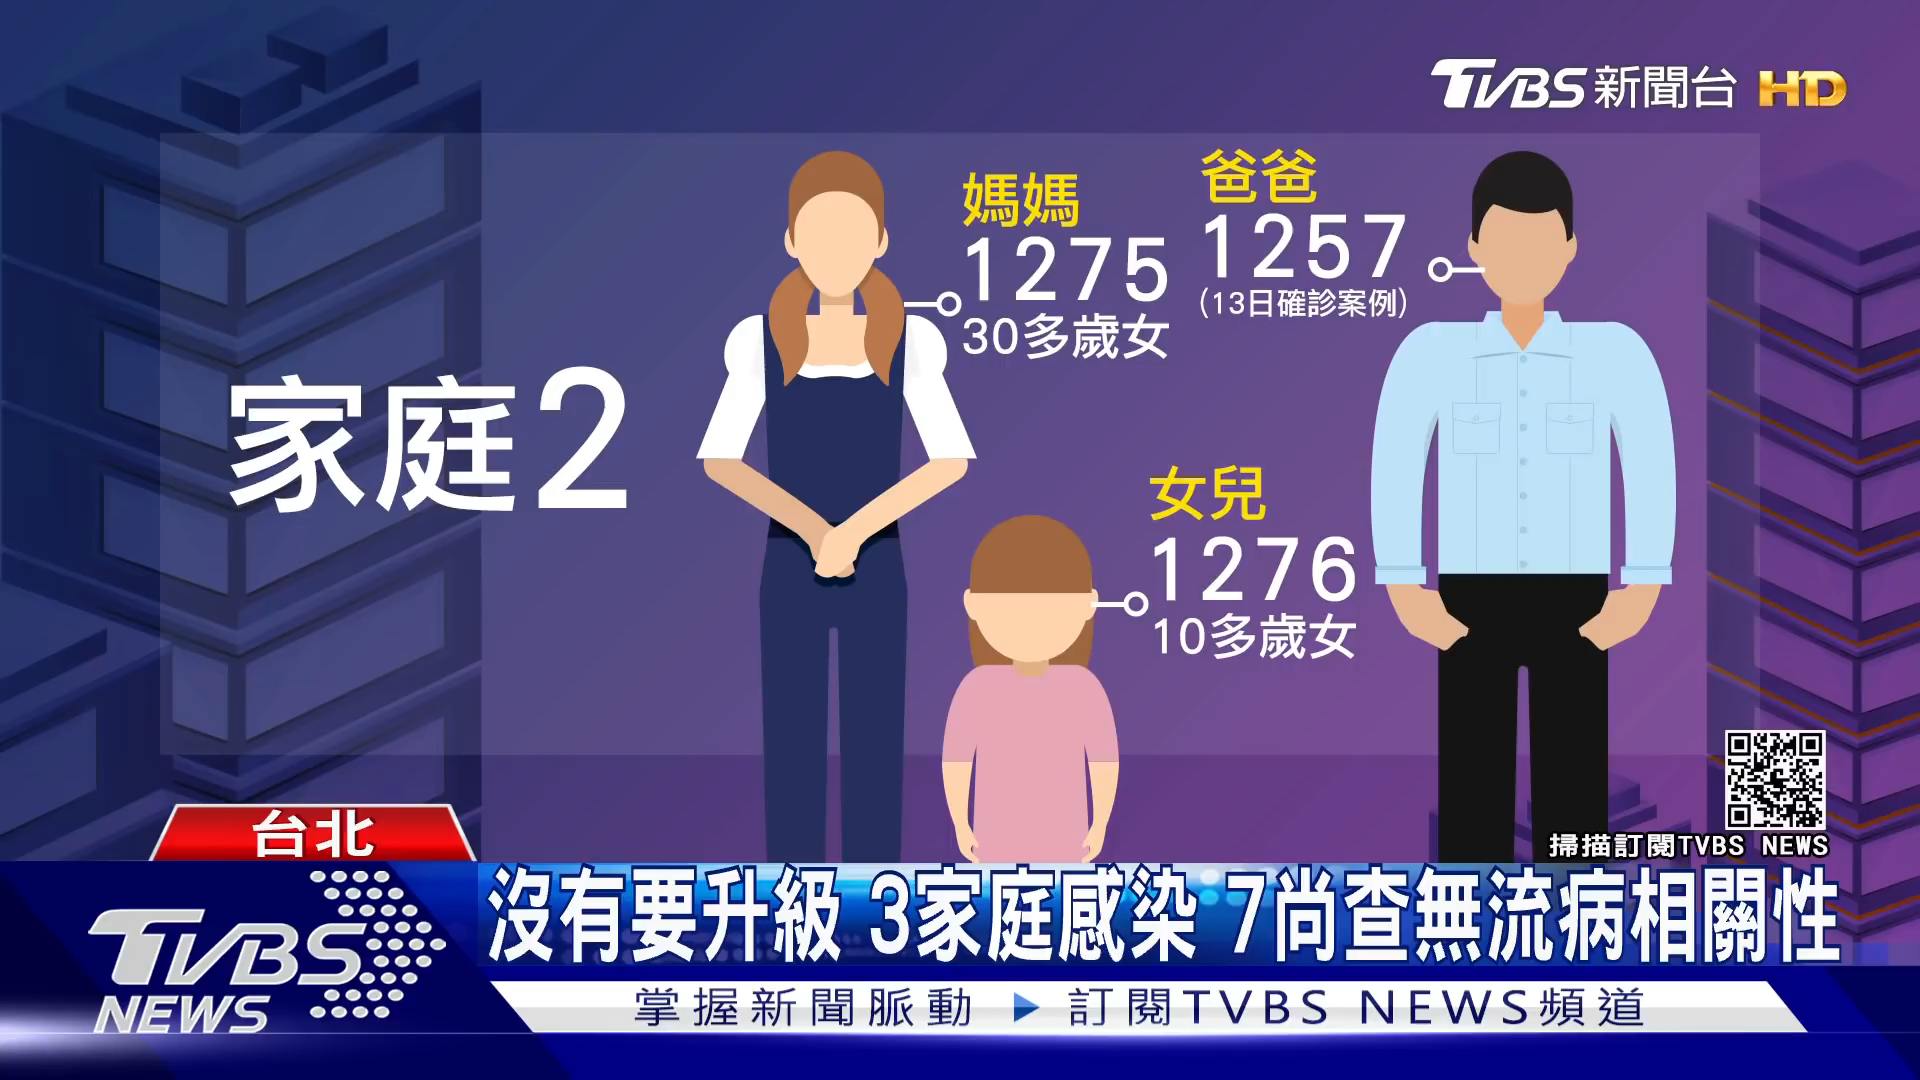 TVBS新聞台 HD
媽媽
1275
30多歲女
爸爸
1257
(13日確診案例)
家庭2
女兒
1276
10多歲女
掃描訂閱TVBS NEWS
台北
沒有要升級 3家庭感染 7尚查無流病相關性
TVBS
NEWS
掌握新聞脈動 ▶ 訂閱TVBS NEWS頻道